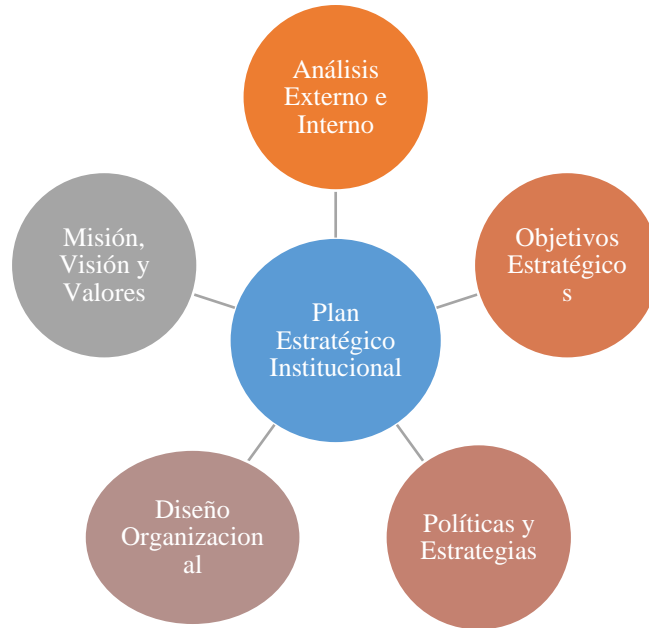 Análisis
Externo e
Interno
Misión,
Visión y
Valores
Objetivos
Estratégico
s
Plan
Estratégico
Institucional
Diseño
Organizacion
al
Políticas y
Estrategias